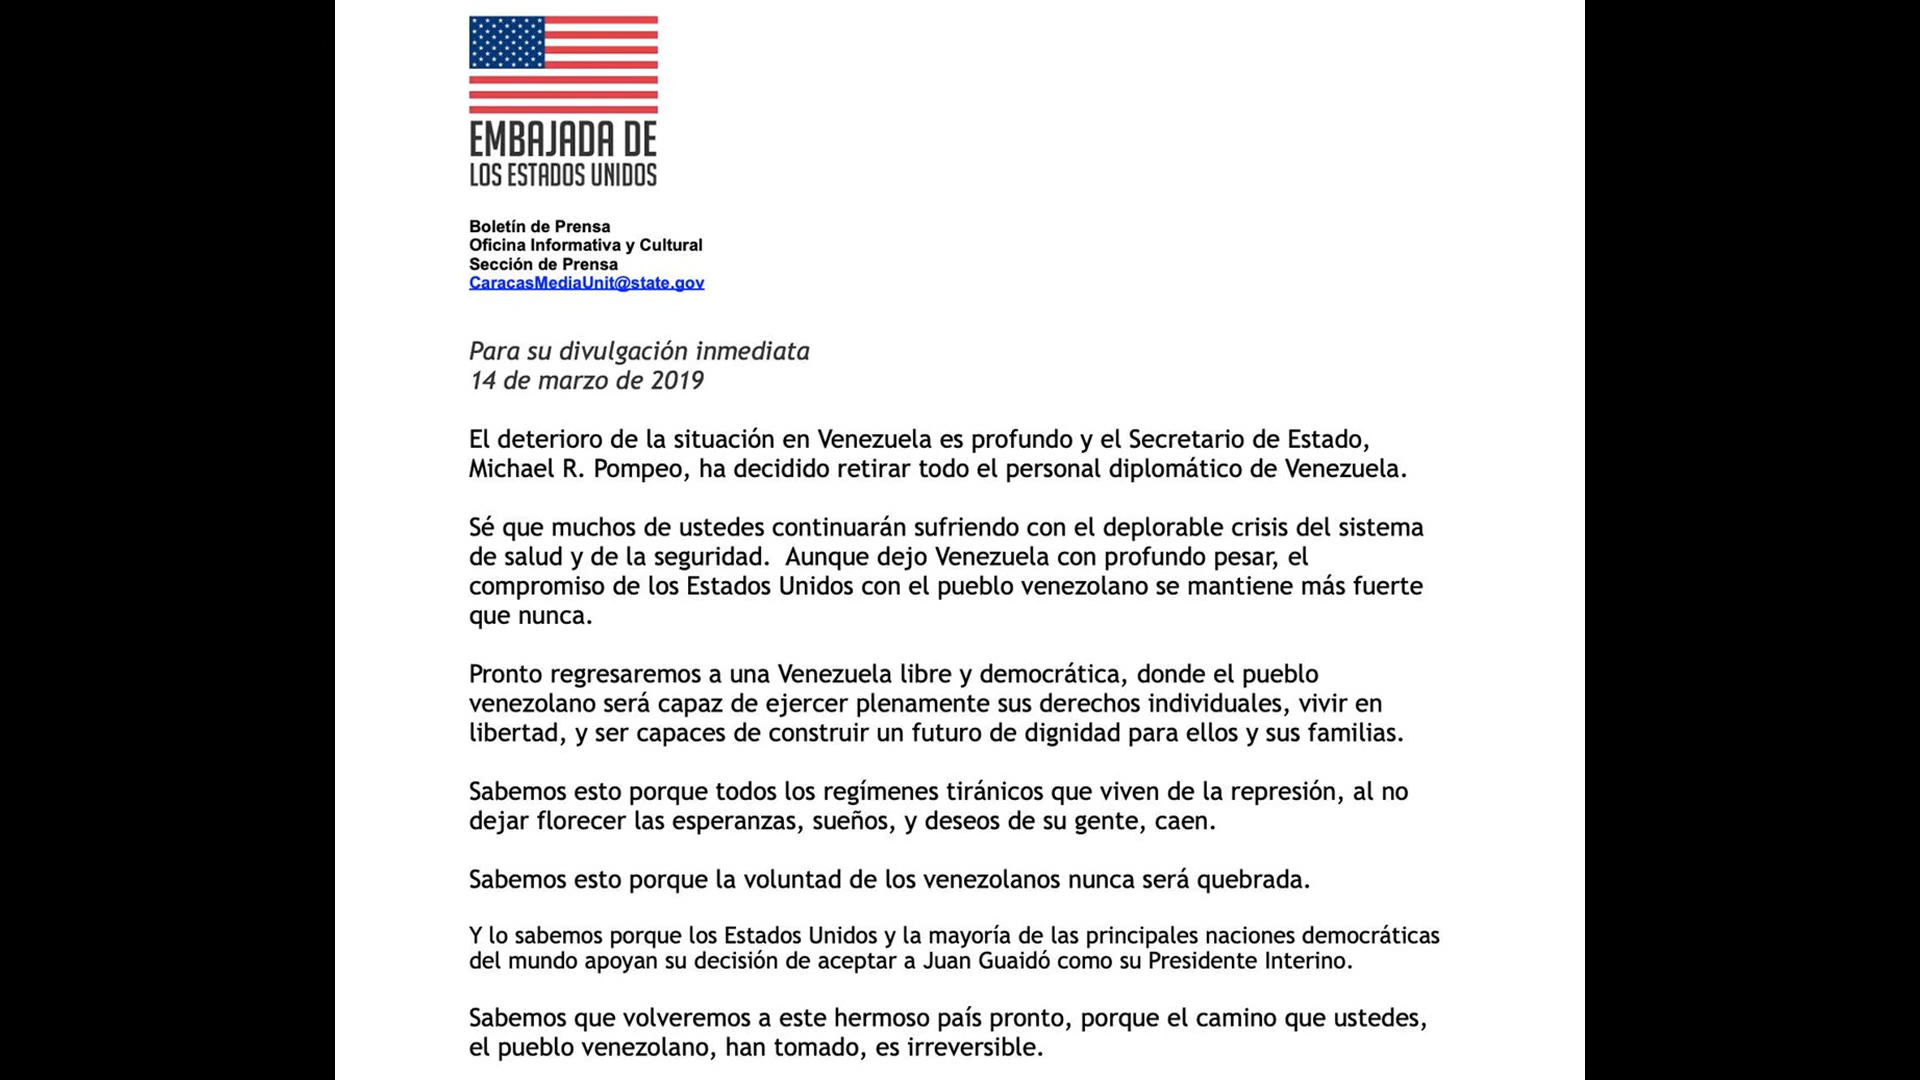 EMBAJADA DE
LOS ESTADOS UNIDOS
Boletín de Prensa
Oficina Informativa y Cultural
Sección de Prensa
CaracasMediaUnit@state.gov
Para su divulgación inmediata
14 de marzo de 2019
El deterioro de la situación en Venezuela es profundo y el Secretario de Estado,
Michael R. Pompeo, ha decidido retirar todo el personal diplomático de Venezuela.
Sé que muchos de ustedes continuarán sufriendo con el deplorable crisis del sistema
de salud y de la seguridad.  Aunque dejo Venezuela con profundo pesar, el
compromiso de los Estados Unidos con el pueblo venezolano se mantiene más fuerte
que nunca.
Pronto regresaremos a una Venezuela libre y democrática, donde el pueblo
venezolano será capaz de ejercer plenamente sus derechos individuales, vivir en
libertad, y ser capaces de construir un futuro de dignidad para ellos y sus familias.
Sabemos esto porque todos los regímenes tiránicos que viven de la represión, al no
dejar florecer las esperanzas, sueños, y deseos de su gente, caen.
Sabemos esto porque la voluntad de los venezolanos nunca será quebrada.
Y lo sabemos porque los Estados Unidos y la mayoría de las principales naciones democráticas
del mundo apoyan su decisión de aceptar a Juan Guaidó como su Presidente Interino.
Sabemos que volveremos a este hermoso país pronto, porque el camino que ustedes,
el pueblo venezolano, han tomado, es irreversible.